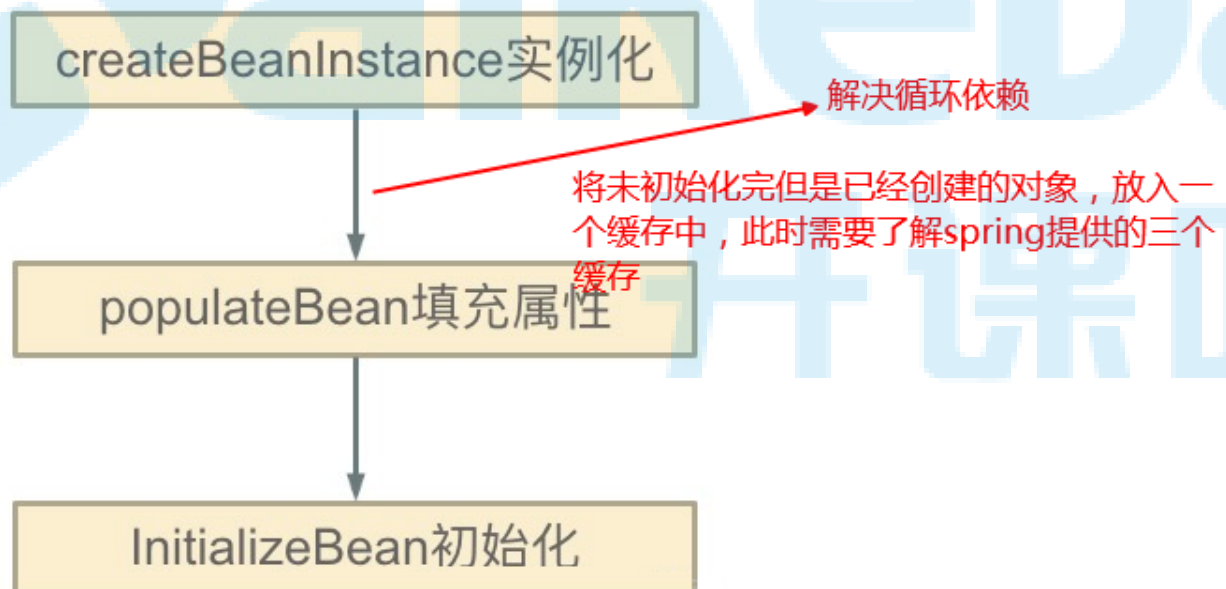 createBeanInstance实例化
解决循环依赖
将未初始化完但是已经创建的对象，放入一
个缓存中，此时需要了解spring提供的三个
缓存
populateBean填充属性
InitializeBean初始化